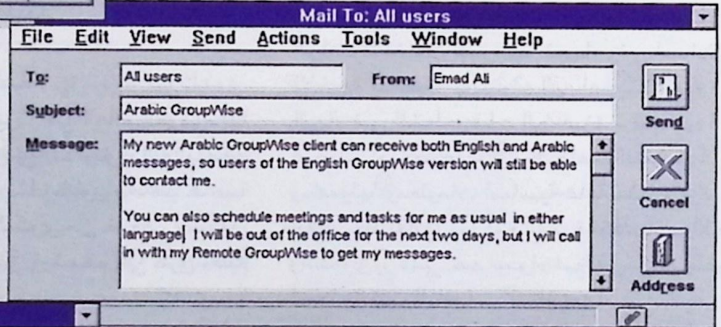 Mail To: All users
File Edit View Send Actions Tools Window Help
To: All users From: Emad Ali
Subject: Arabic GroupWise
Send
Message: My new Arabic GroupWise client can receive both English and Arabic
messages, so users of the English GroupWise version will still be able
to contact me.
Cancel
You can also schedule meetings and tasks for me as usual in either
language I will be out of the office for the next two days, but I will call
in with my Remote GroupWise to get my messages.
Address